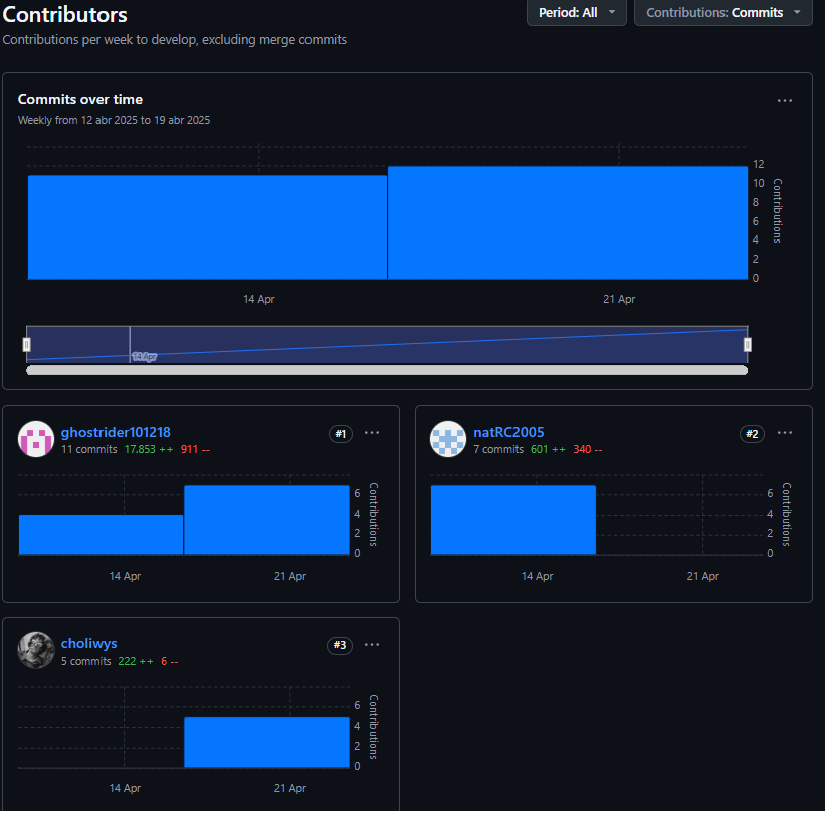 Contributors
Period: All
Contributions: Commits
Contributions per week to develop, excluding merge commits
Commits over time
Weekly from 12 abr 2025 to 19 abr 2025
12
10
8
6
4
2
0
Contributions
14 Apr
21 Apr
14 Apr
ghostrider101218
#1
11 commits 17.853 ++ 911 --
6
4
2
0
Contributions
14 Apr
21 Apr
natRC2005
#2
7 commits 601 ++ 340 --
6
4
2
0
Contributions
14 Apr
21 Apr
choliwys
#3
5 commits 222 ++ 6 --
6
4
2
0
Contributions
14 Apr
21 Apr